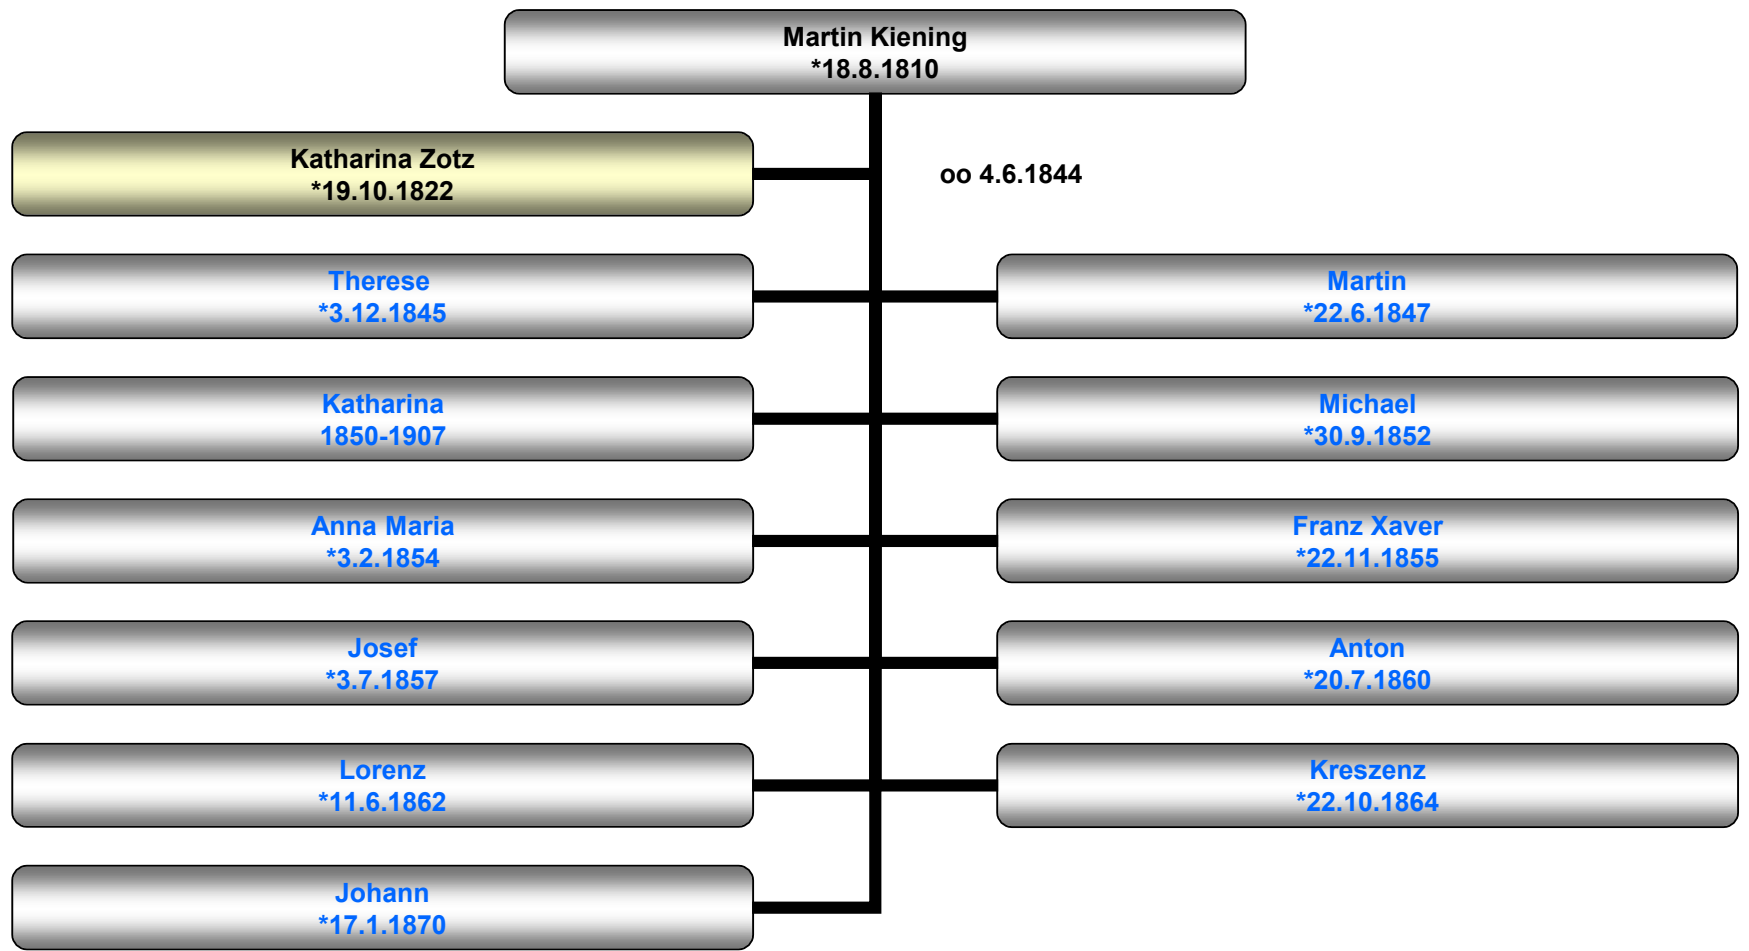 Martin Kiening
*18.8.1810
Katharina Zotz
*19.10.1822
oo 4.6.1844
Therese
*3.12.1845
Martin
*22.6.1847
Katharina
1850-1907
Michael
*30.9.1852
Anna Maria
*3.2.1854
Franz Xaver
*22.11.1855
Josef
*3.7.1857
Anton
*20.7.1860
Lorenz
*11.6.1862
Kreszenz
*22.10.1864
Johann
*17.1.1870